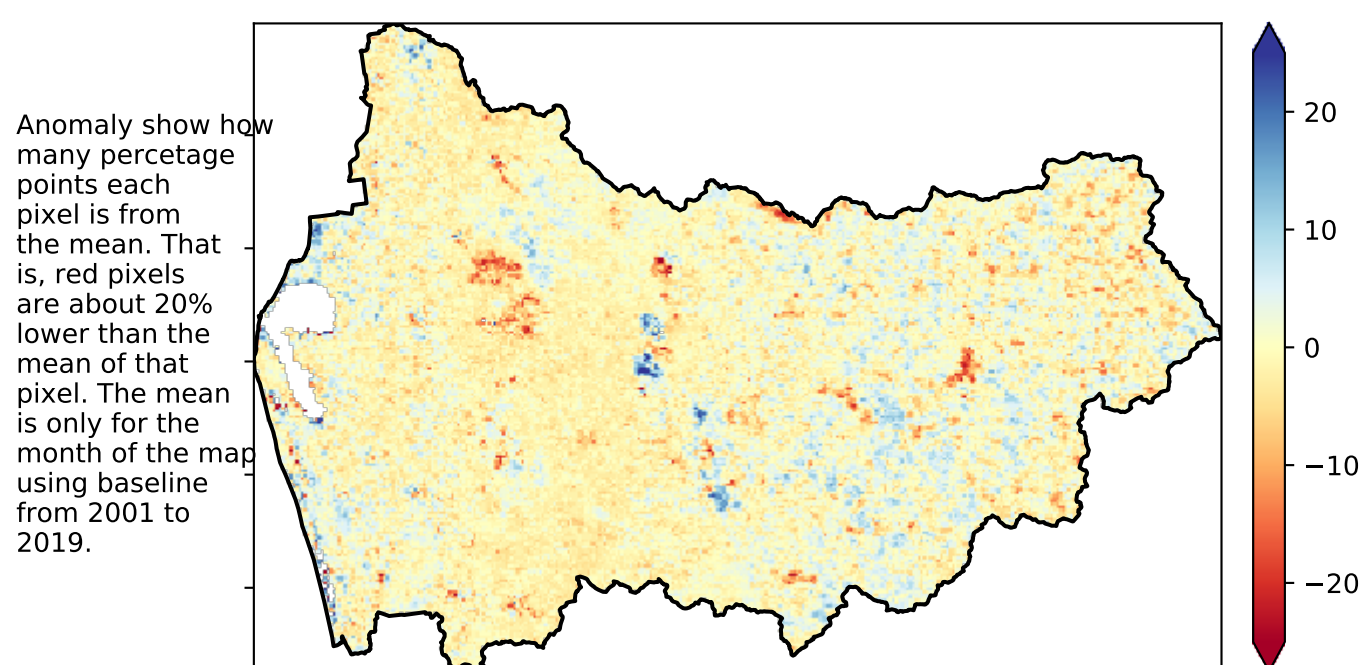 Anomaly show how
many percetage
points each
pixel is from
the mean. That
is, red pixels
are about 20%
lower than the
mean of that
pixel. The mean
is only for the
month of the map
using baseline
from 2001 to
2019.
20
10
0
−10
−20